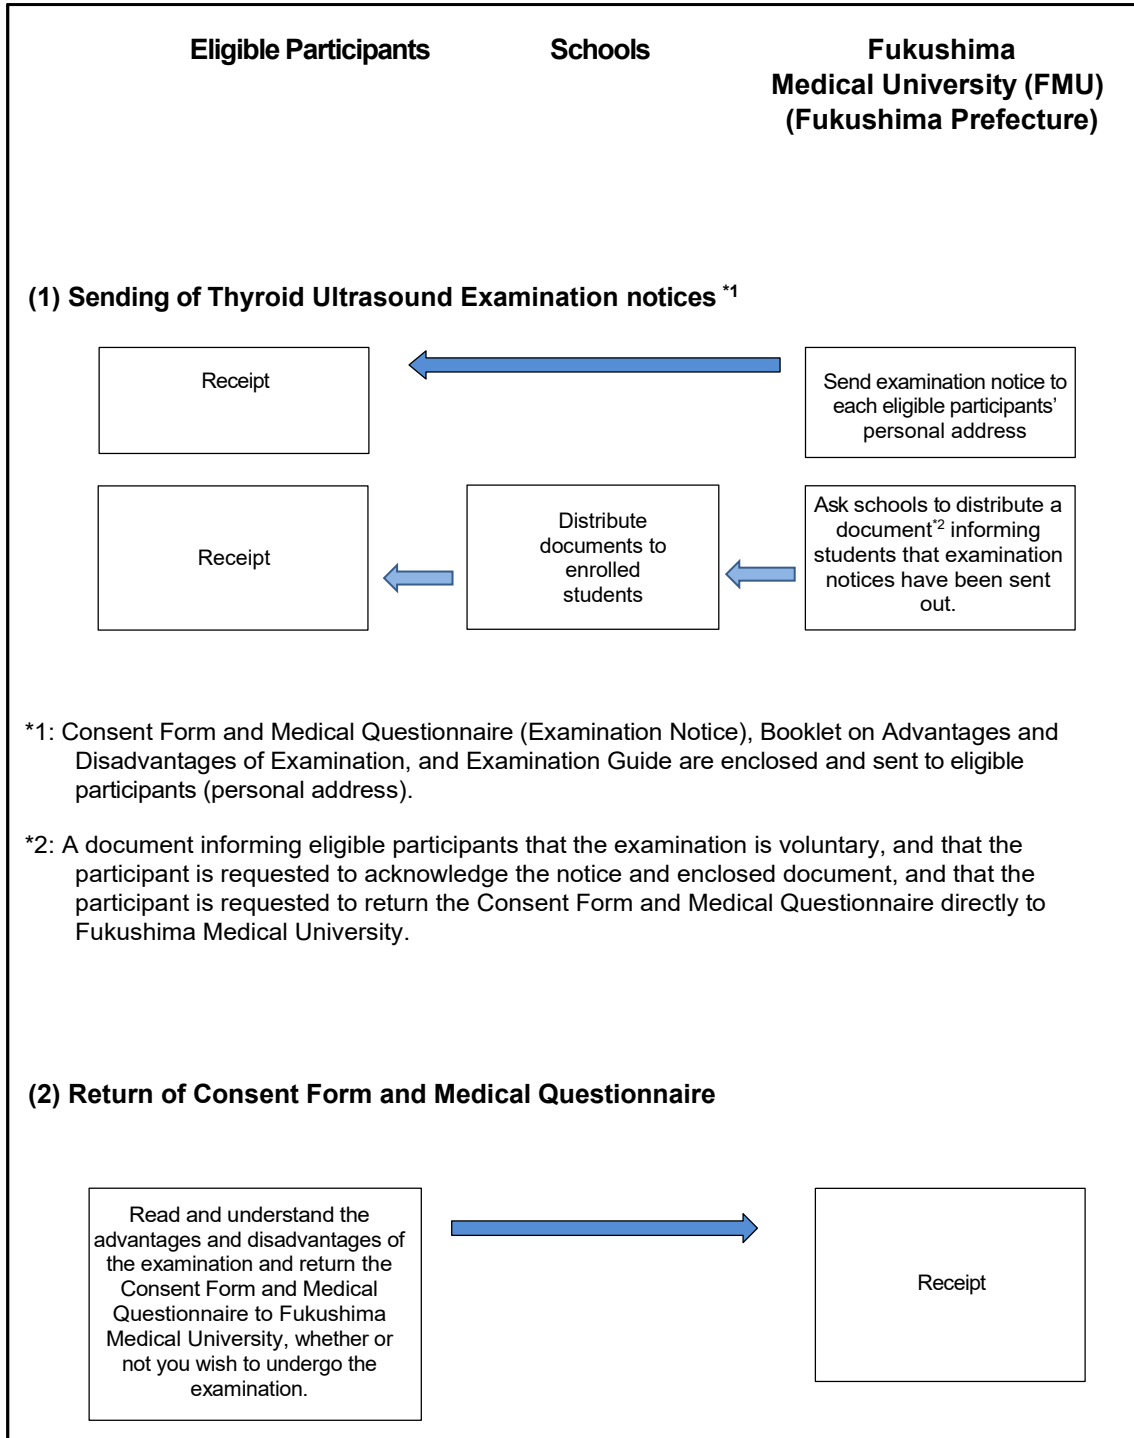 Eligible Participants
Schools
Fukushima
Medical University (FMU)
(Fukushima Prefecture)
(1) Sending of Thyroid Ultrasound Examination notices *1
Receipt
Send examination notice to
each eligible participants’
personal address
Receipt
Distribute
documents to
enrolled
students
Ask schools to distribute a
document*2 informing
students that examination
notices have been sent
out.
*1: Consent Form and Medical Questionnaire (Examination Notice), Booklet on Advantages and
Disadvantages of Examination, and Examination Guide are enclosed and sent to eligible
participants (personal address).
*2: A document informing eligible participants that the examination is voluntary, and that the
participant is requested to acknowledge the notice and enclosed document, and that the
participant is requested to return the Consent Form and Medical Questionnaire directly to
Fukushima Medical University.
(2) Return of Consent Form and Medical Questionnaire
Read and understand the
advantages and disadvantages of
the examination and return the
Consent Form and Medical
Questionnaire to Fukushima
Medical University, whether or
not you wish to undergo the
examination.
Receipt